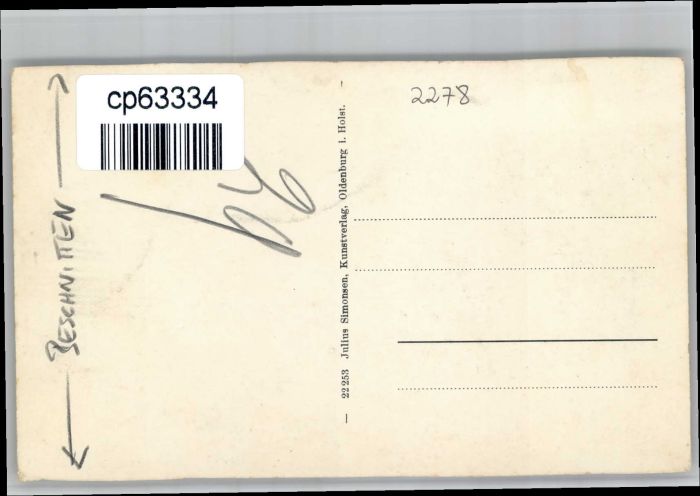 cp63334
2278
BESCHNITTEN
— 22253 Julius Simonsen, Kunstverlag, Oldenburg i. Holst. —